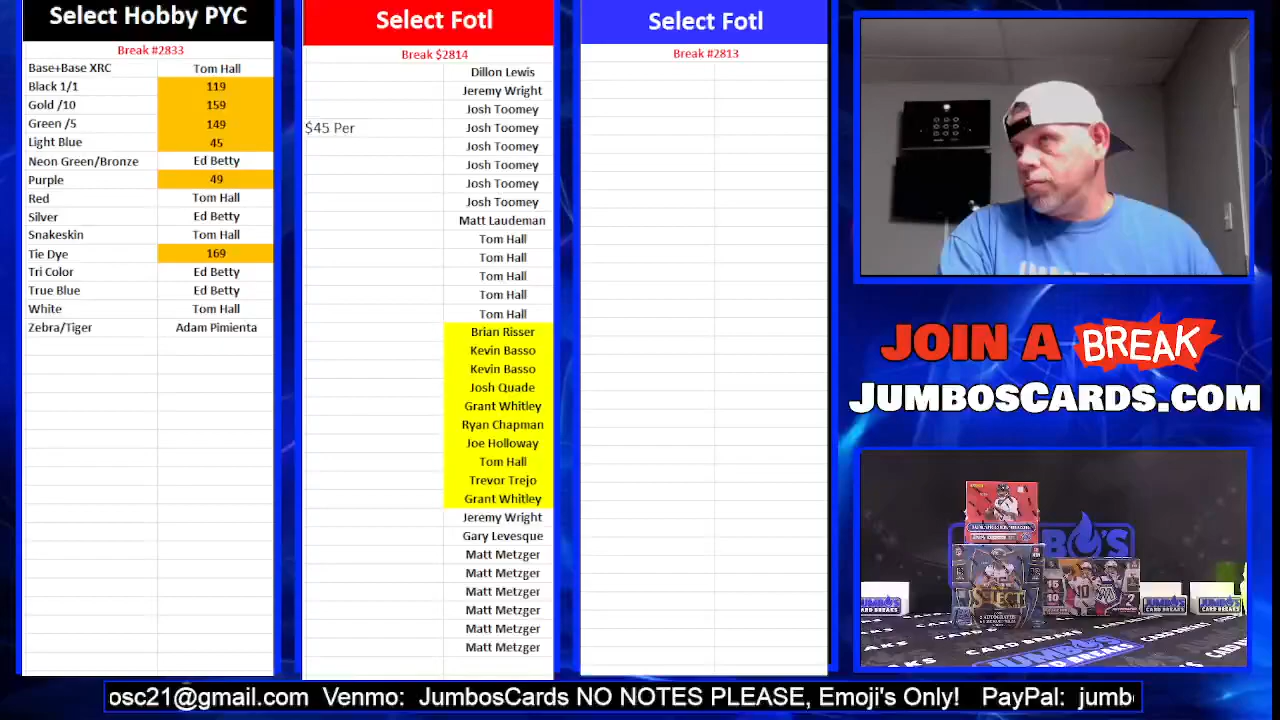 Select Hobby PYC
Break #2833
Base+Base XRC Tom Hall
Black 1/1 119
Gold /10 159
Green /5 149
Light Blue 45
Neon Green/Bronze Ed Betty
Purple 49
Red Tom Hall
Silver Ed Betty
Snakeskin Tom Hall
Tie Dye 169
Tri Color Ed Betty
True Blue Ed Betty
White Tom Hall
Zebra/Tiger Adam Pimienta
Select Fotl
Break $2814
Dillon Lewis
Jeremy Wright
Josh Toomey
$45 Per Josh Toomey
Josh Toomey
Josh Toomey
Josh Toomey
Josh Toomey
Matt Laudeman
Tom Hall
Tom Hall
Tom Hall
Tom Hall
Tom Hall
Brian Risser
Kevin Basso
Kevin Basso
Josh Quade
Grant Whitley
Ryan Chapman
Joe Holloway
Tom Hall
Trevor Trejo
Grant Whitley
Jeremy Wright
Gary Levesque
Matt Metzger
Matt Metzger
Matt Metzger
Matt Metzger
Matt Metzger
Matt Metzger
Select Fotl
Break #2813
JOIN A BREAK
JUMBOSCARDS.COM
SELECT
CARD BREAKS
osc21@gmail.com Venmo: JumbosCards NO NOTES PLEASE, Emoji's Only! PayPal: jumb